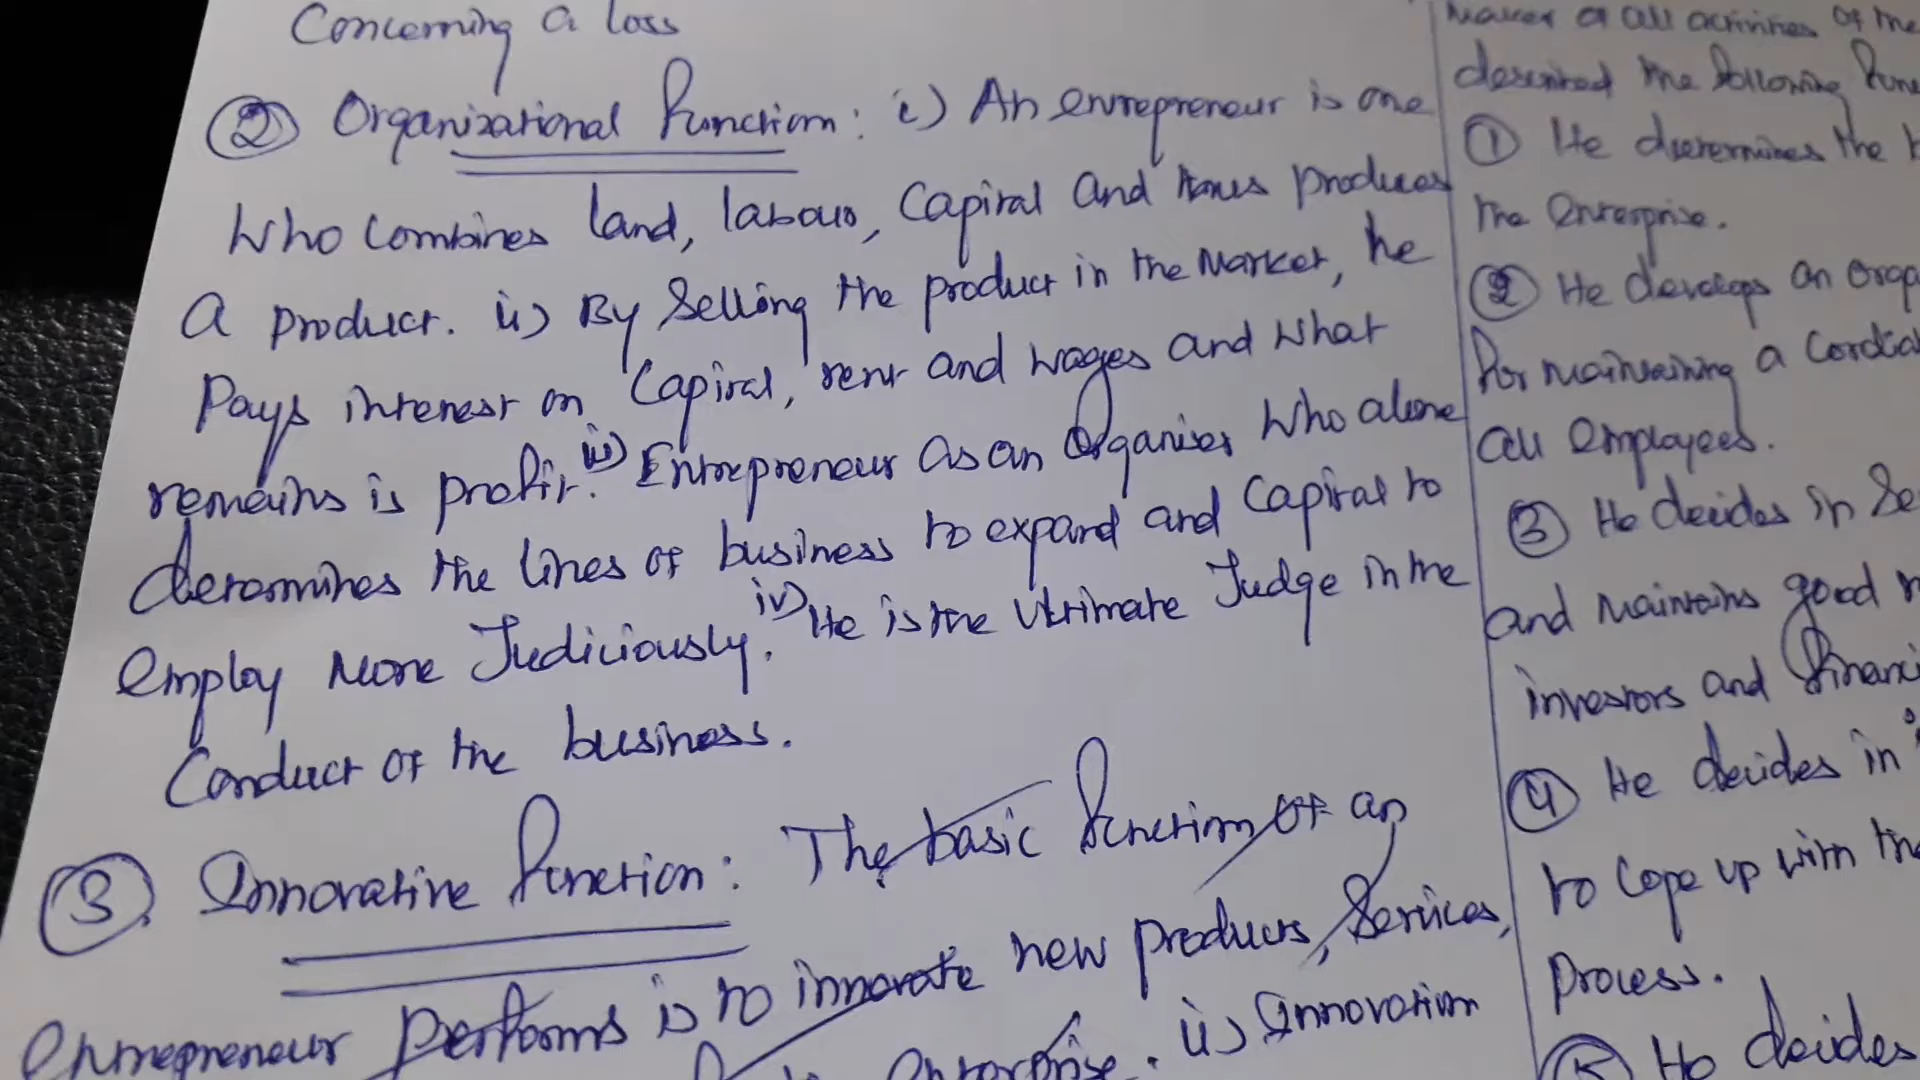 Concerning a loss
② Organizational Function: i) An entrepreneur is one
who combines land, labour, capital and thus produces
a product. ii) By selling the product in the market, he
pays interest on capital, rent and wages and what
remains is profit. iii) Entrepreneur as an organiser who alone
determines the lines of business to expand and capital to
employ more Judiciously. iv) He is the ultimate Judge in the
Conduct of the business.
③. Innovative Function: The basic function of an
entrepreneur performs is to innovate new products, services,
enterprise. ii) Innovation
maker of all activities of the
described the following
① He determines the
the enterprise.
② He develops an
for maintaining a
all employees.
③ He decides in
and maintains good
investors and
④ He decides in
to cope up with
process.
⑤ He decides